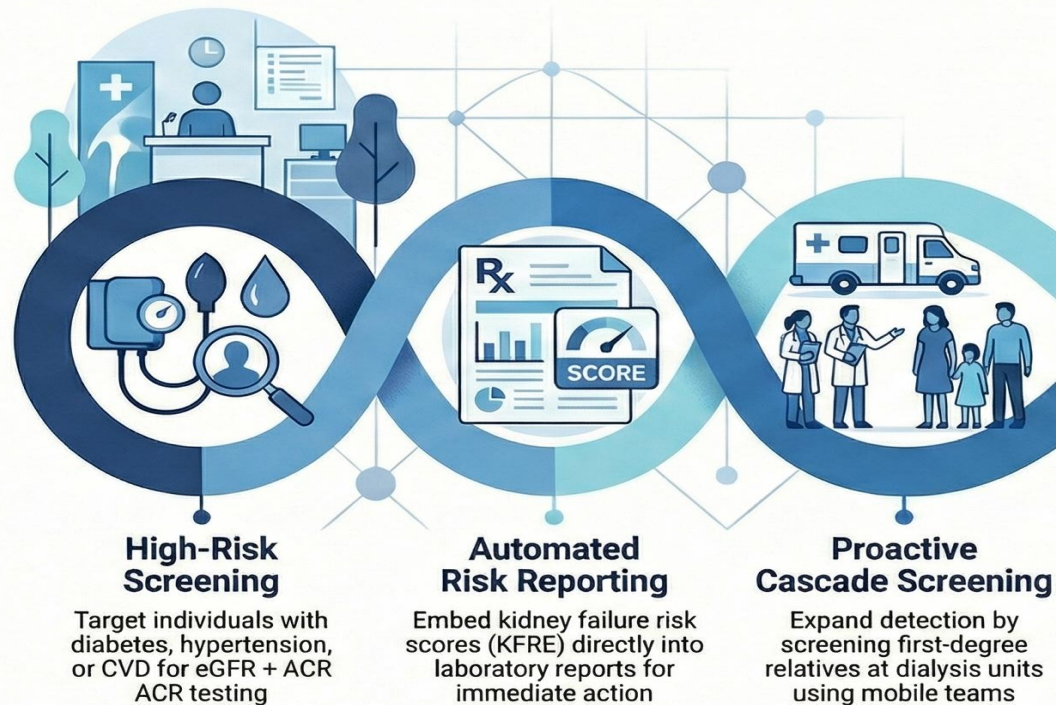 Rx
SCORE
High-Risk
Screening
Target individuals with
diabetes, hypertension,
or CVD for eGFR + ACR
ACR testing
Automated
Risk Reporting
Embed kidney failure risk
scores (KFRE) directly into
laboratory reports for
immediate action
Proactive
Cascade Screening
Expand detection by
screening first-degree
relatives at dialysis units
using mobile teams